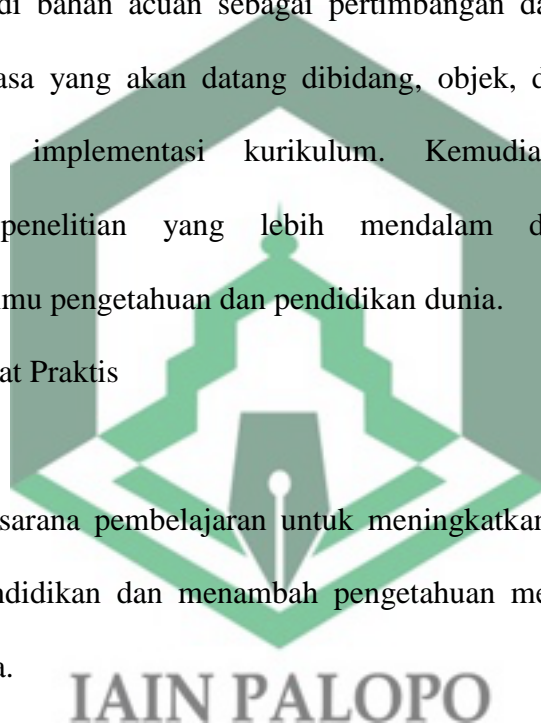 di bahan acuan sebagai pertimbangan da
asa yang akan datang dibidang, objek, d
implementasi kurikulum. Kemudia
penelitian yang lebih mendalam d
mu pengetahuan dan pendidikan dunia.
at Praktis
sarana pembelajaran untuk meningkatkan
ndidikan dan menambah pengetahuan me
a.
IAIN PALOPO